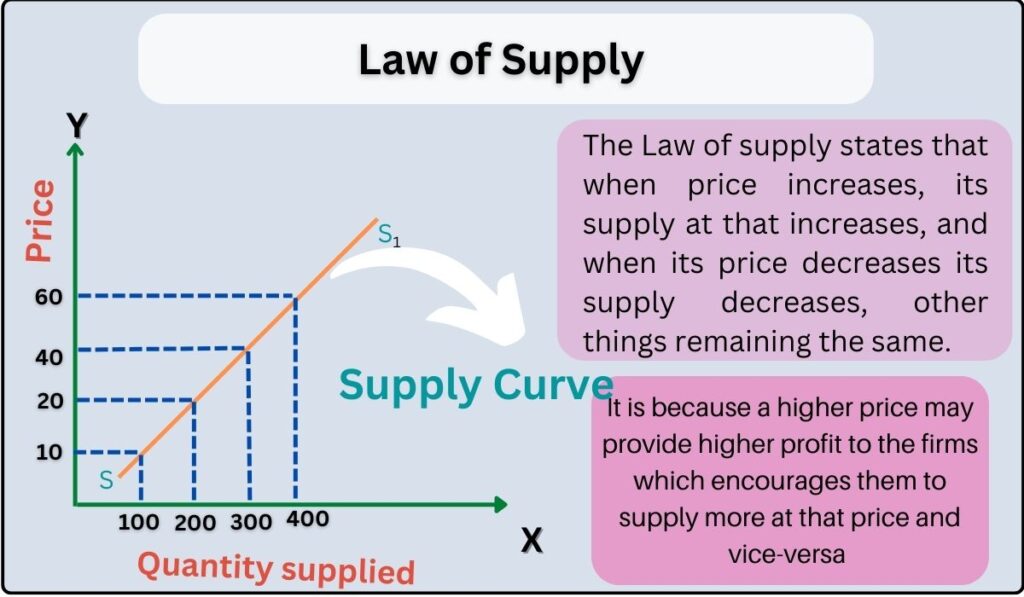 Law of Supply
Y
Price
60
40
20
10
S
S1
100 200 300 400
X
Quantity supplied
Supply Curve
The Law of supply states that
when price increases, its
supply at that increases, and
when its price decreases its
supply decreases, other
things remaining the same.
It is because a higher price may
provide higher profit to the firms
which encourages them to
supply more at that price and
vice-versa